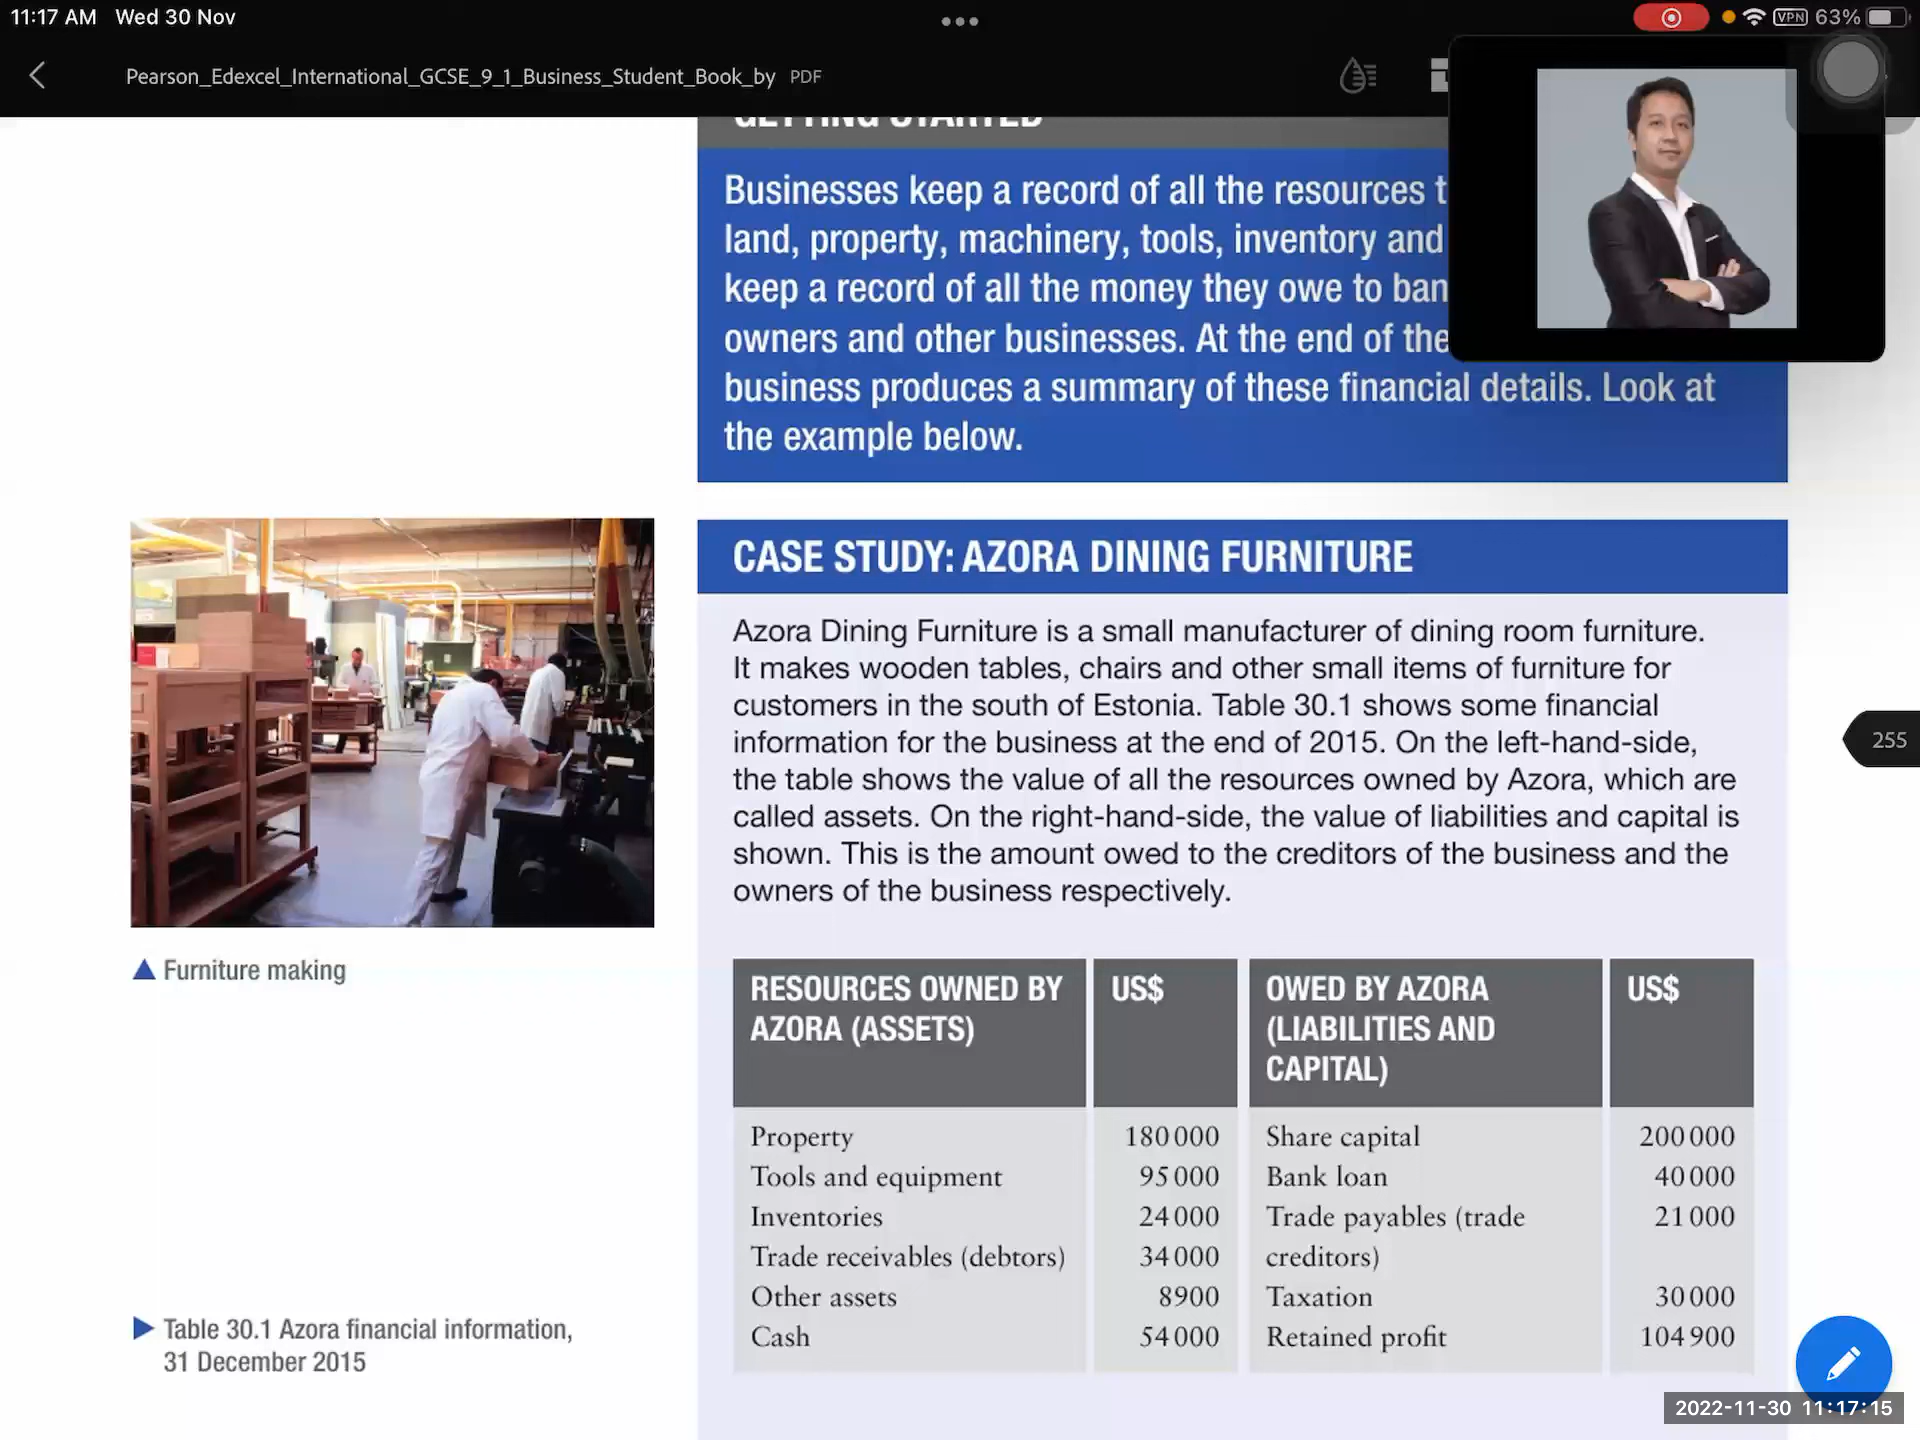 11:17 AM Wed 30 Nov
VPN 63%
Pearson_Edexcel_International_GCSE_9_1_Business_Student_Book_by PDF
GETTING STARTED
Businesses keep a record of all the resources
land, property, machinery, tools, inventory and
keep a record of all the money they owe to
owners and other businesses. At the end of the
business produces a summary of these financial details. Look at
the example below.
CASE STUDY: AZORA DINING FURNITURE
Azora Dining Furniture is a small manufacturer of dining room furniture.
It makes wooden tables, chairs and other small items of furniture for
customers in the south of Estonia. Table 30.1 shows some financial
information for the business at the end of 2015. On the left-hand-side,
the table shows the value of all the resources owned by Azora, which are
called assets. On the right-hand-side, the value of liabilities and capital is
shown. This is the amount owed to the creditors of the business and the
owners of the business respectively.
255
Furniture making
RESOURCES OWNED BY AZORA (ASSETS) US$ OWED BY AZORA (LIABILITIES AND CAPITAL) US$
Property 180 000 Share capital 200 000
Tools and equipment 95 000 Bank loan 40 000
Inventories 24 000 Trade payables (trade 21 000
Trade receivables (debtors) 34 000 creditors)
Other assets 8900 Taxation 30 000
Cash 54 000 Retained profit 104 900
Table 30.1 Azora financial information,
31 December 2015
2022-11-30 11:17:15